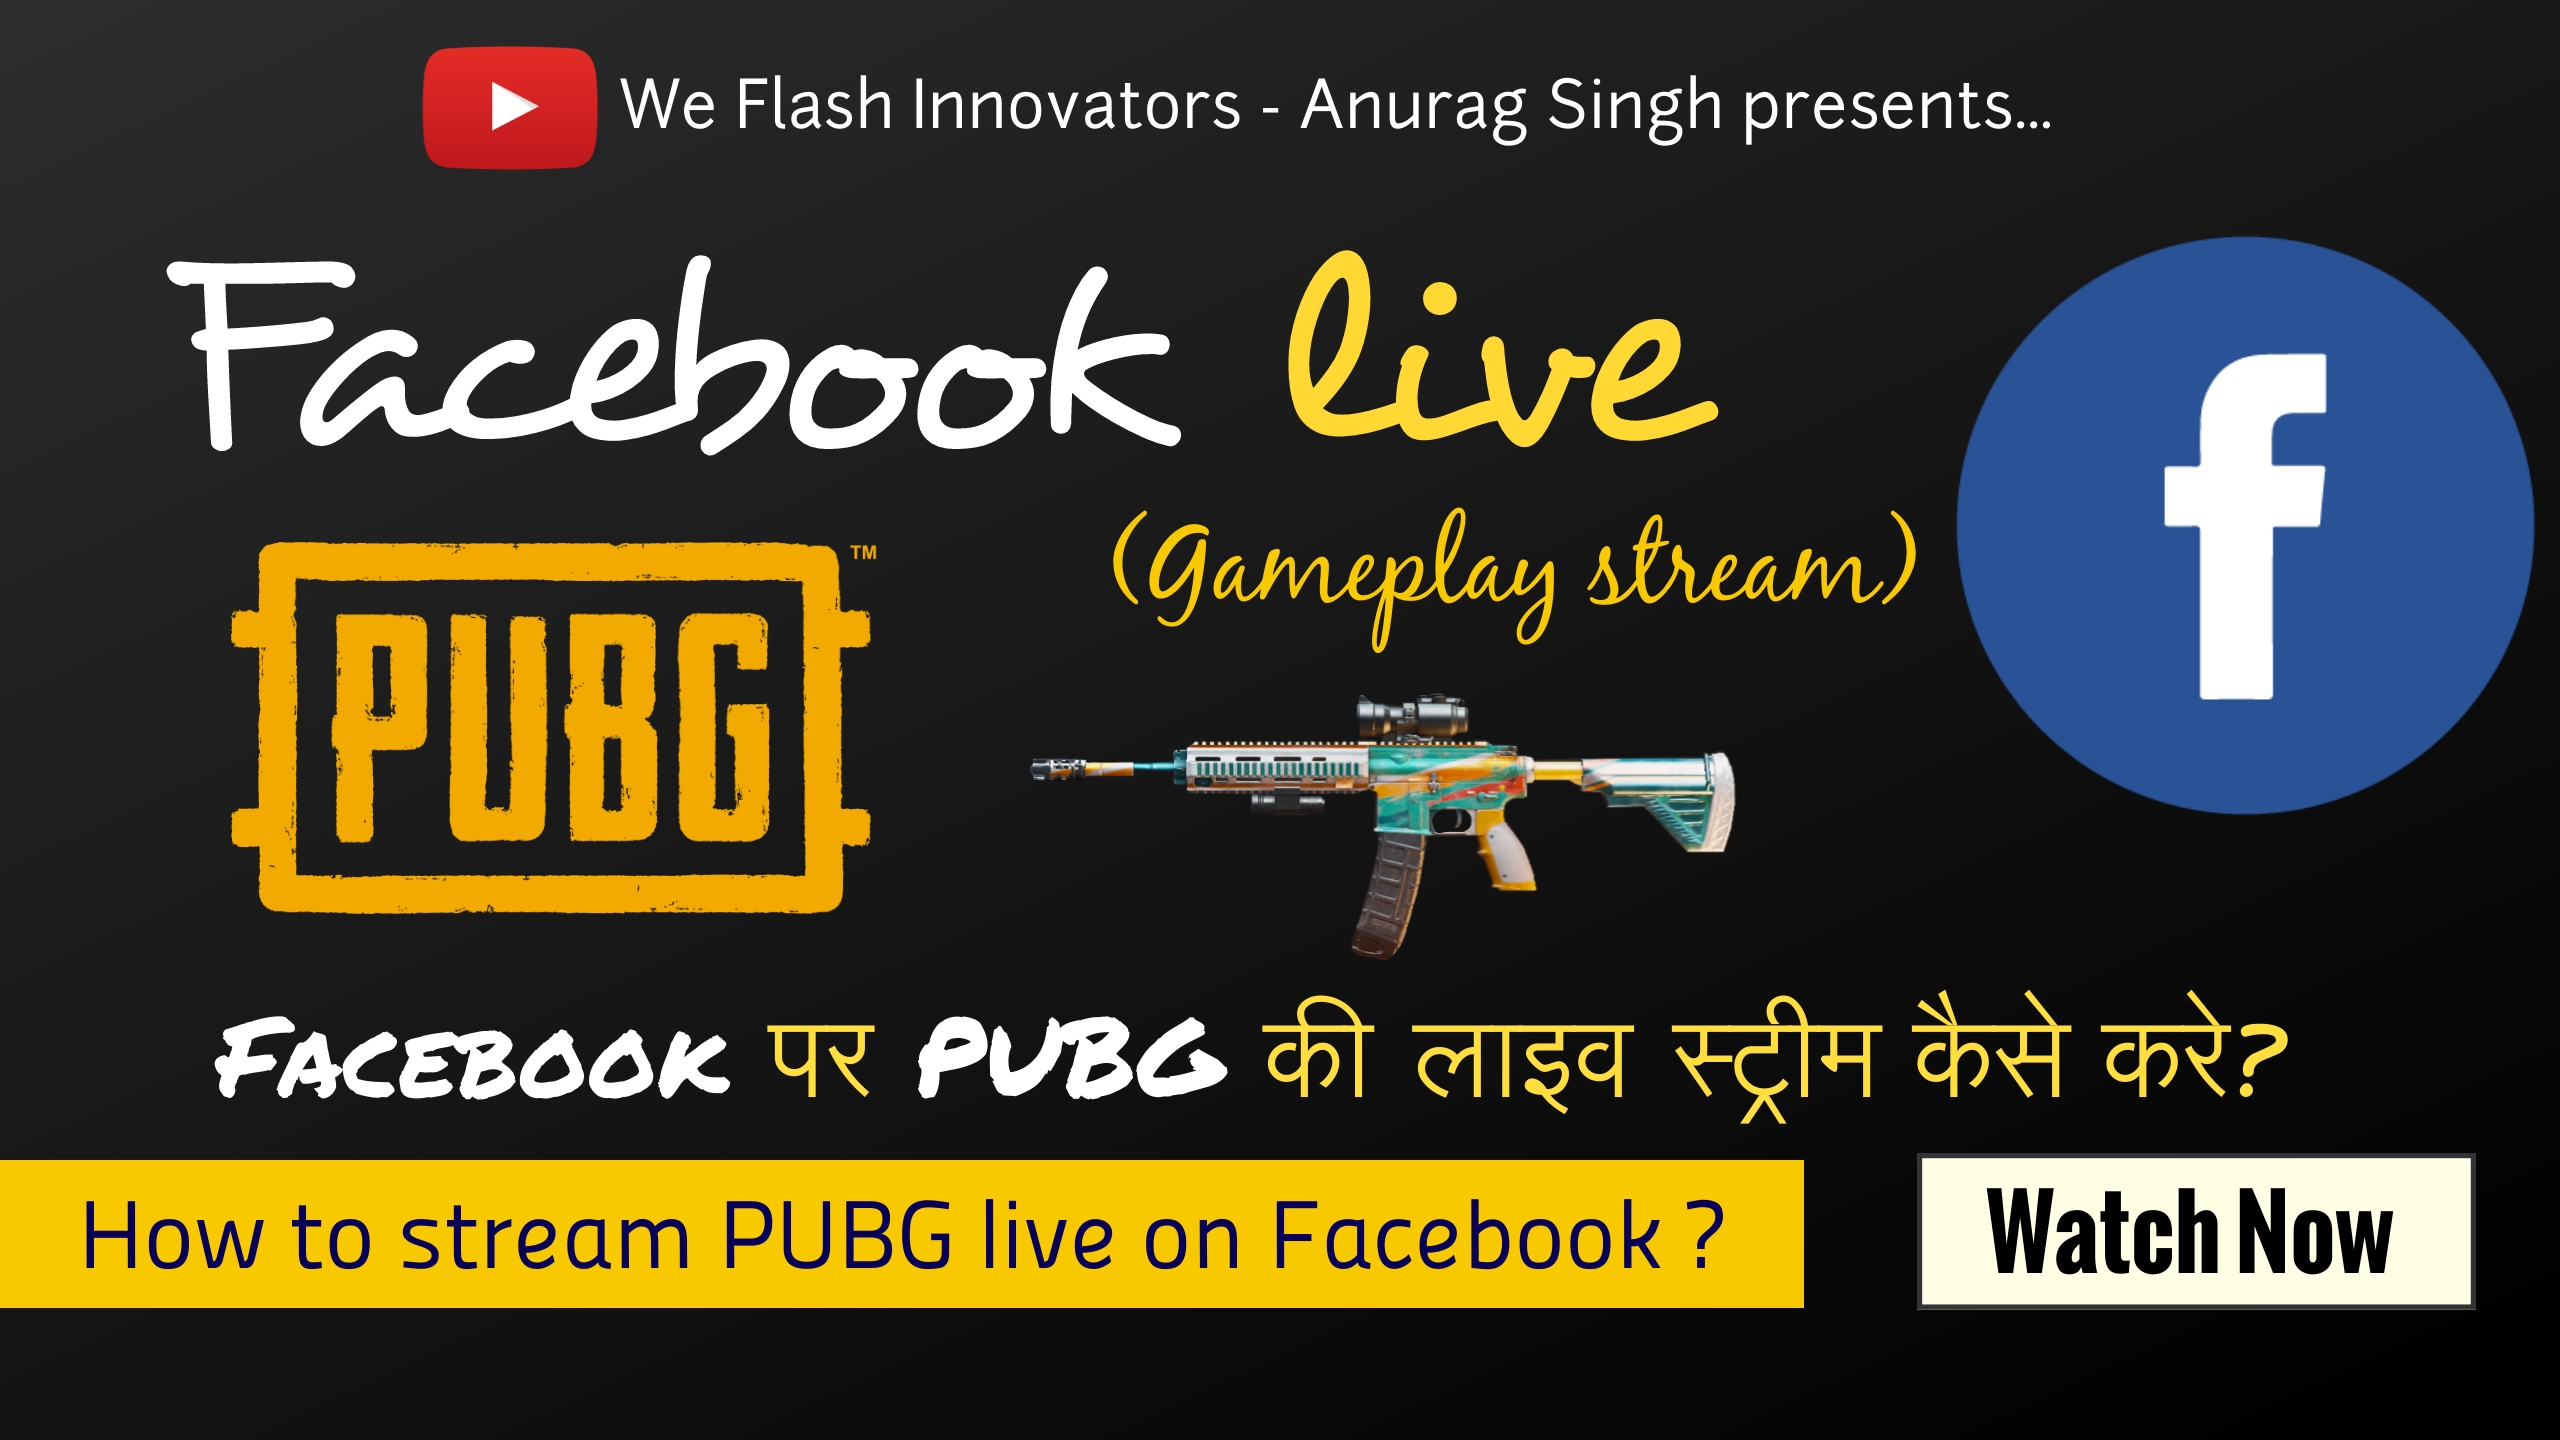 We Flash Innovators - Anurag Singh presents...
Facebook live
(Gameplay stream)
PUBG™
Facebook पर PUBG की लाइव स्ट्रीम कैसे करे?
How to stream PUBG live on Facebook ?
Watch Now